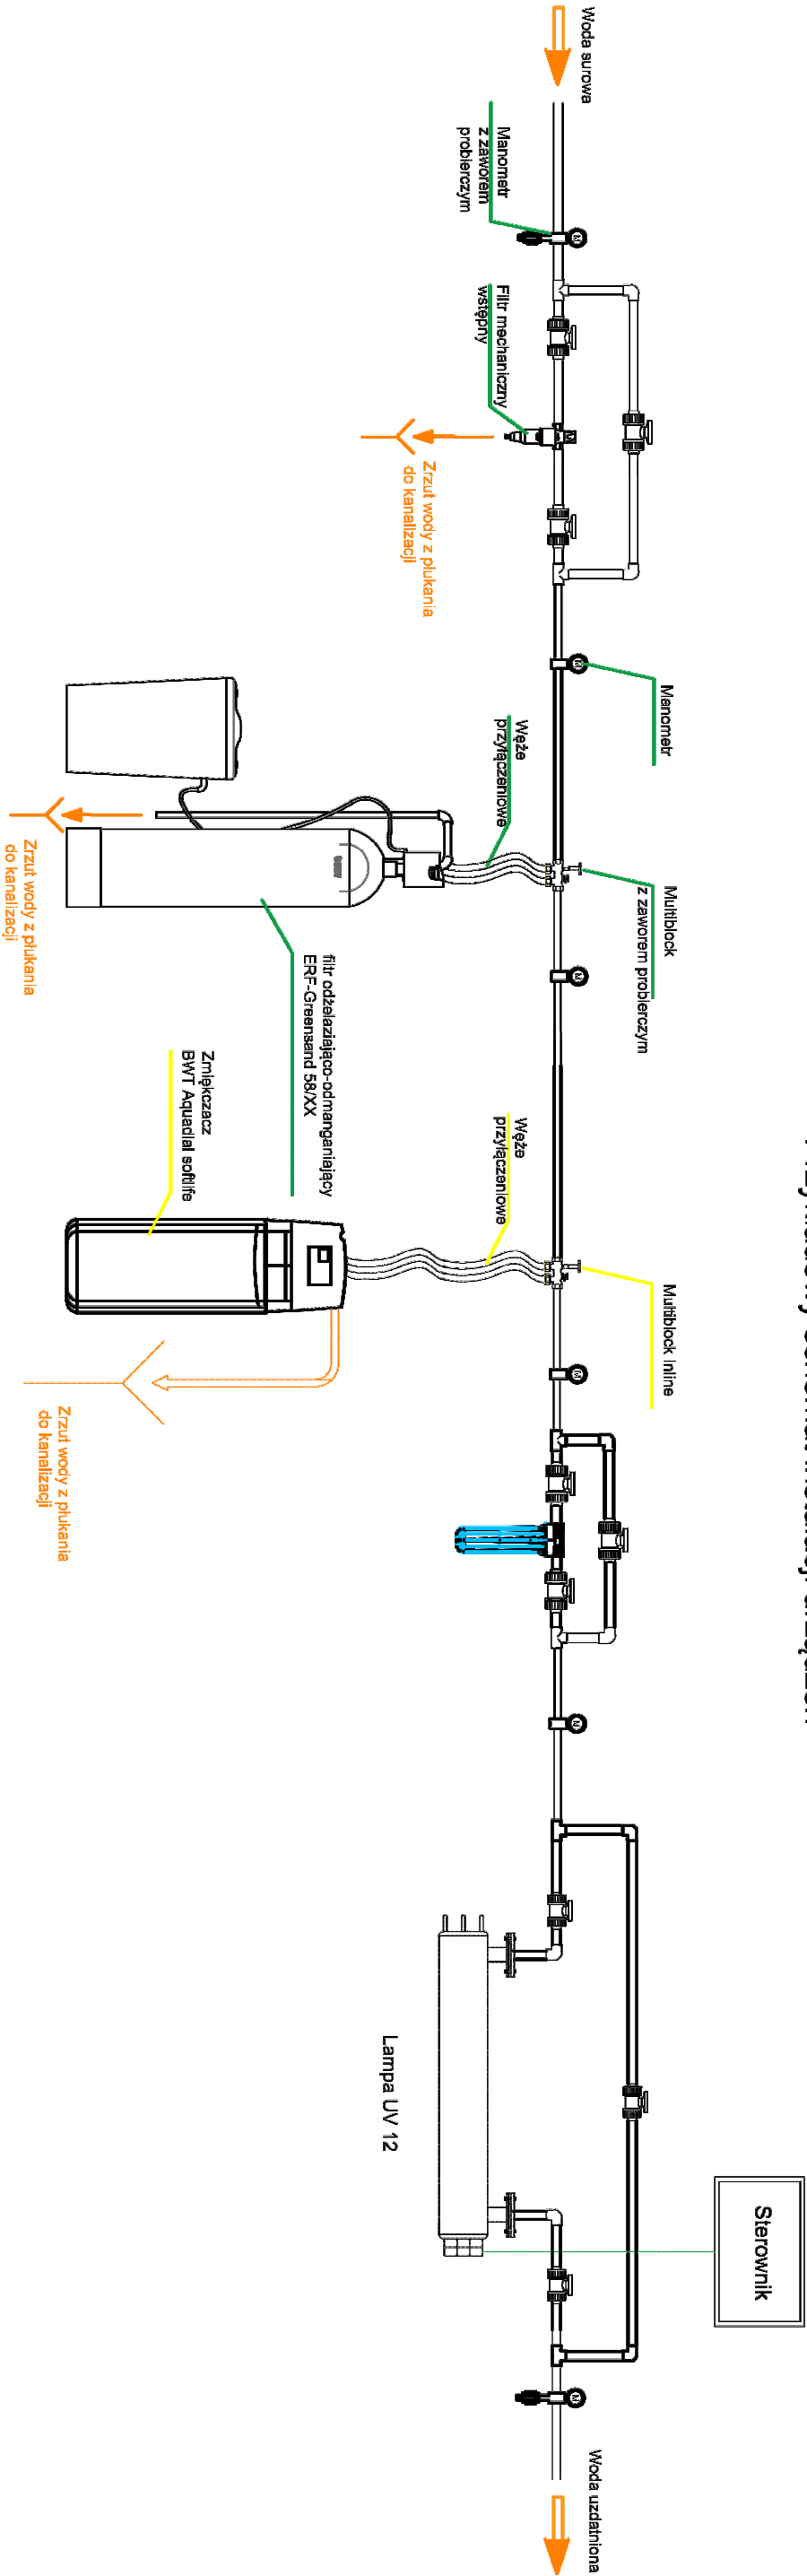 Woda surowa
Manometr
z zaworem
probierczym
Filtr mechaniczny
wstępny
Zrzut wody z płukania
do kanalizacji
Manometr
Węże
przyłączeniowe
Multiblock
z zaworem probierczym
Zrzut wody z płukania
do kanalizacji
filtr odżelaziająco-odmanganiający
ERF-Greensand 58/XX
Zmiękczacz
BWT Aquadial softlife
Węże
przyłączeniowe
Multiblock Inline
Zrzut wody z płukania
do kanalizacji
Lampa UV 12
Sterownik
Woda uzdatniona